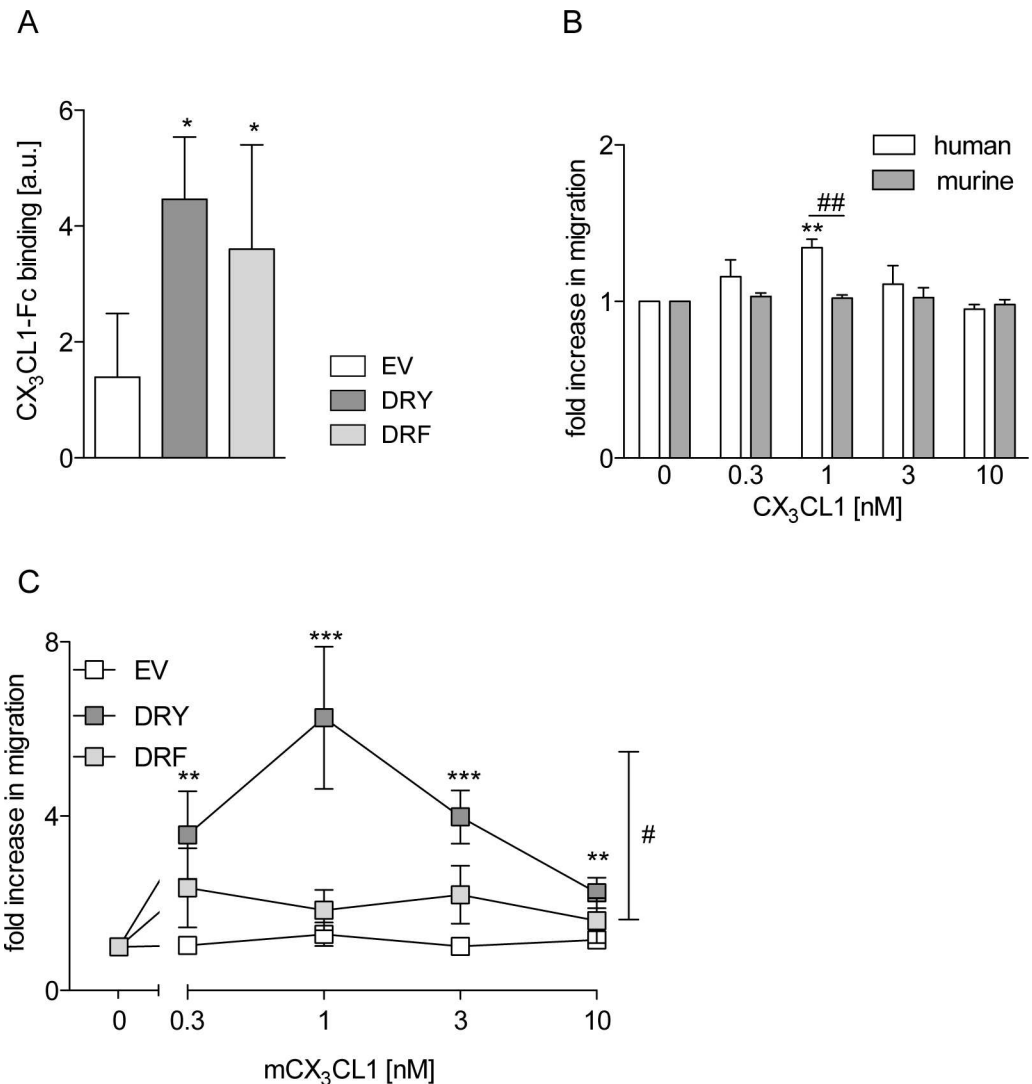 A
CX₃CL1-Fc binding [a.u.]
6
4
2
0
*
*
EV
DRY
DRF
B
fold increase in migration
2
1
0
human
murine
##
**
0 0.3 1 3 10
CX₃CL1 [nM]
C
fold increase in migration
8
4
0
EV
DRY
DRF
**
***
***
**
#
0 0.3 1 3 10
mCX₃CL1 [nM]